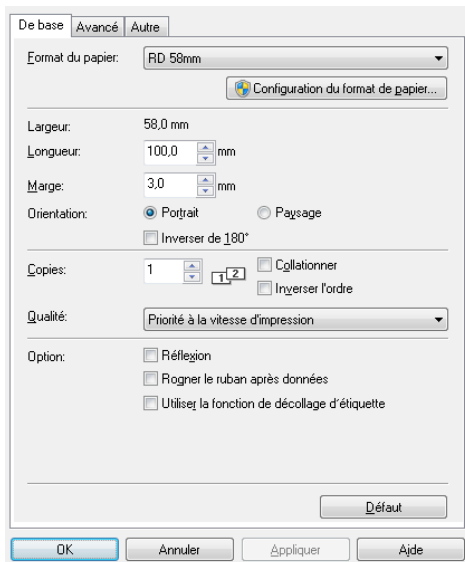 De base Avancé Autre
Format du papier: RD 58mm
Configuration du format de papier...
Largeur: 58,0 mm
Longueur: 100,0 mm
Marge: 3,0 mm
Orientation: Portrait Paysage
Inverser de 180°
Copies: 1 1 2 Collationner
Inverser l'ordre
Qualité: Priorité à la vitesse d'impression
Option: Réflexion
Rogner le ruban après données
Utiliser la fonction de décollage d'étiquette
Défaut
OK Annuler Appliquer Aide